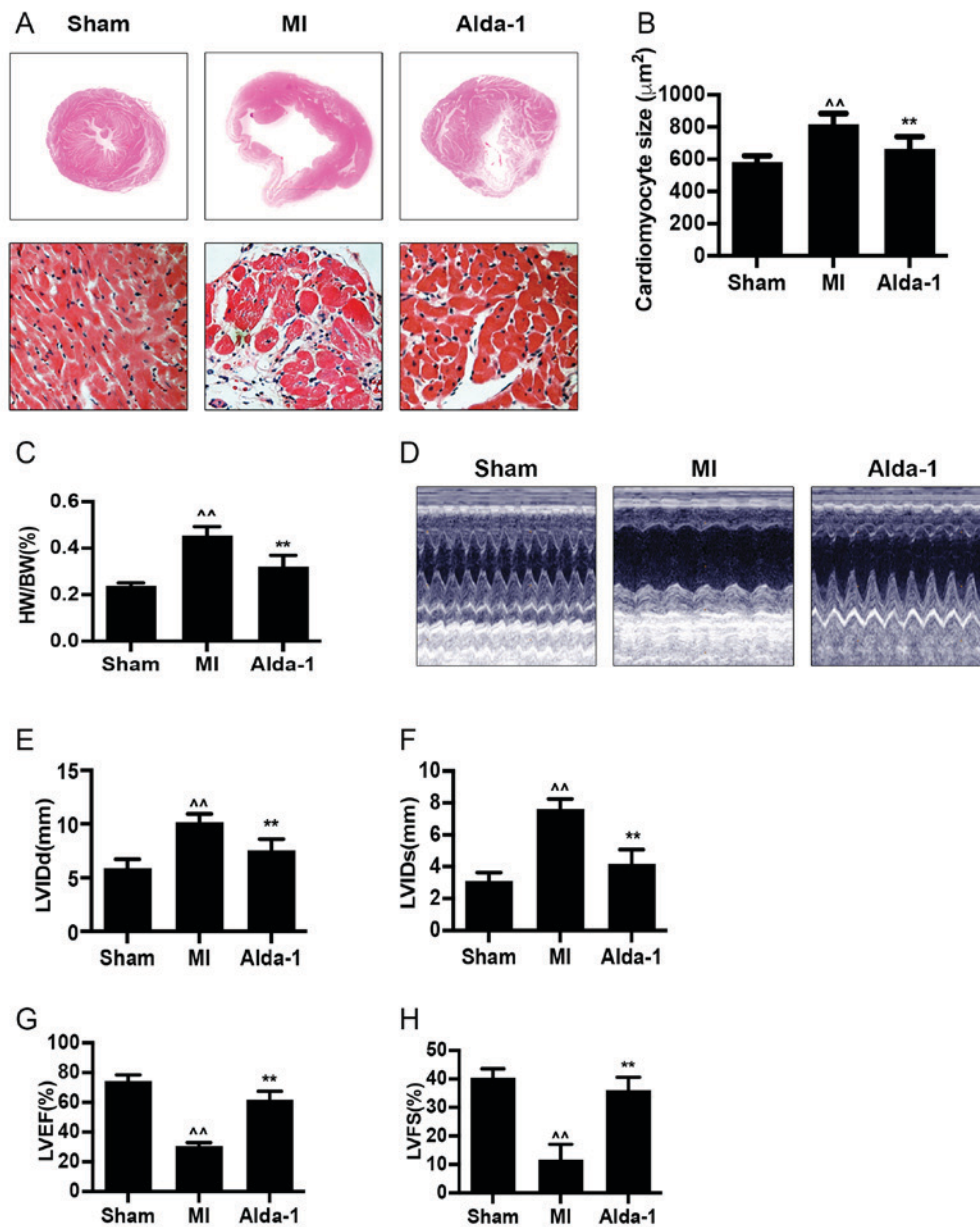 A
Sham
MI
Alda-1
B
Cardiomyocyte size (μm²)
1000
800
600
400
200
0
^^
**
Sham
MI
Alda-1
C
HW/BW(%)
0.6
0.4
0.2
0.0
^^
**
Sham
MI
Alda-1
D
Sham
MI
Alda-1
E
LVIDd(mm)
15
10
5
0
^^
**
Sham
MI
Alda-1
F
LVIDs(mm)
8
6
4
2
0
^^
**
Sham
MI
Alda-1
G
LVEF(%)
100
80
60
40
20
0
^^
**
Sham
MI
Alda-1
H
LVFS(%)
50
40
30
20
10
0
^^
**
Sham
MI
Alda-1